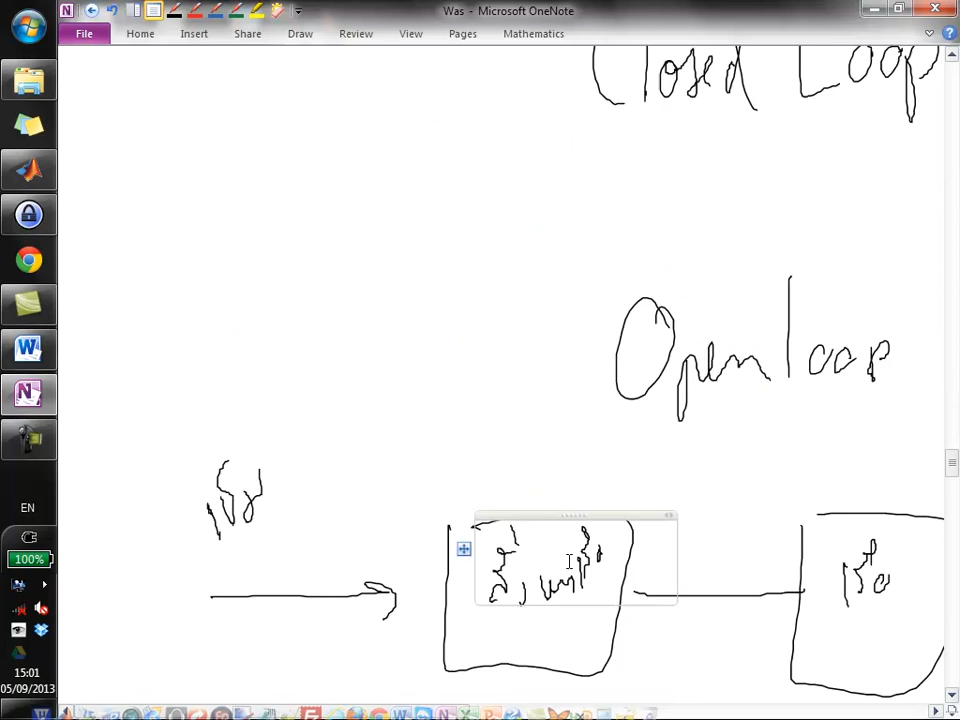 Was - Microsoft OneNote
File Home Insert Share Draw Review View Pages Mathematics
Closed Loop
Open loop
EN
100%
15:01
05/09/2013